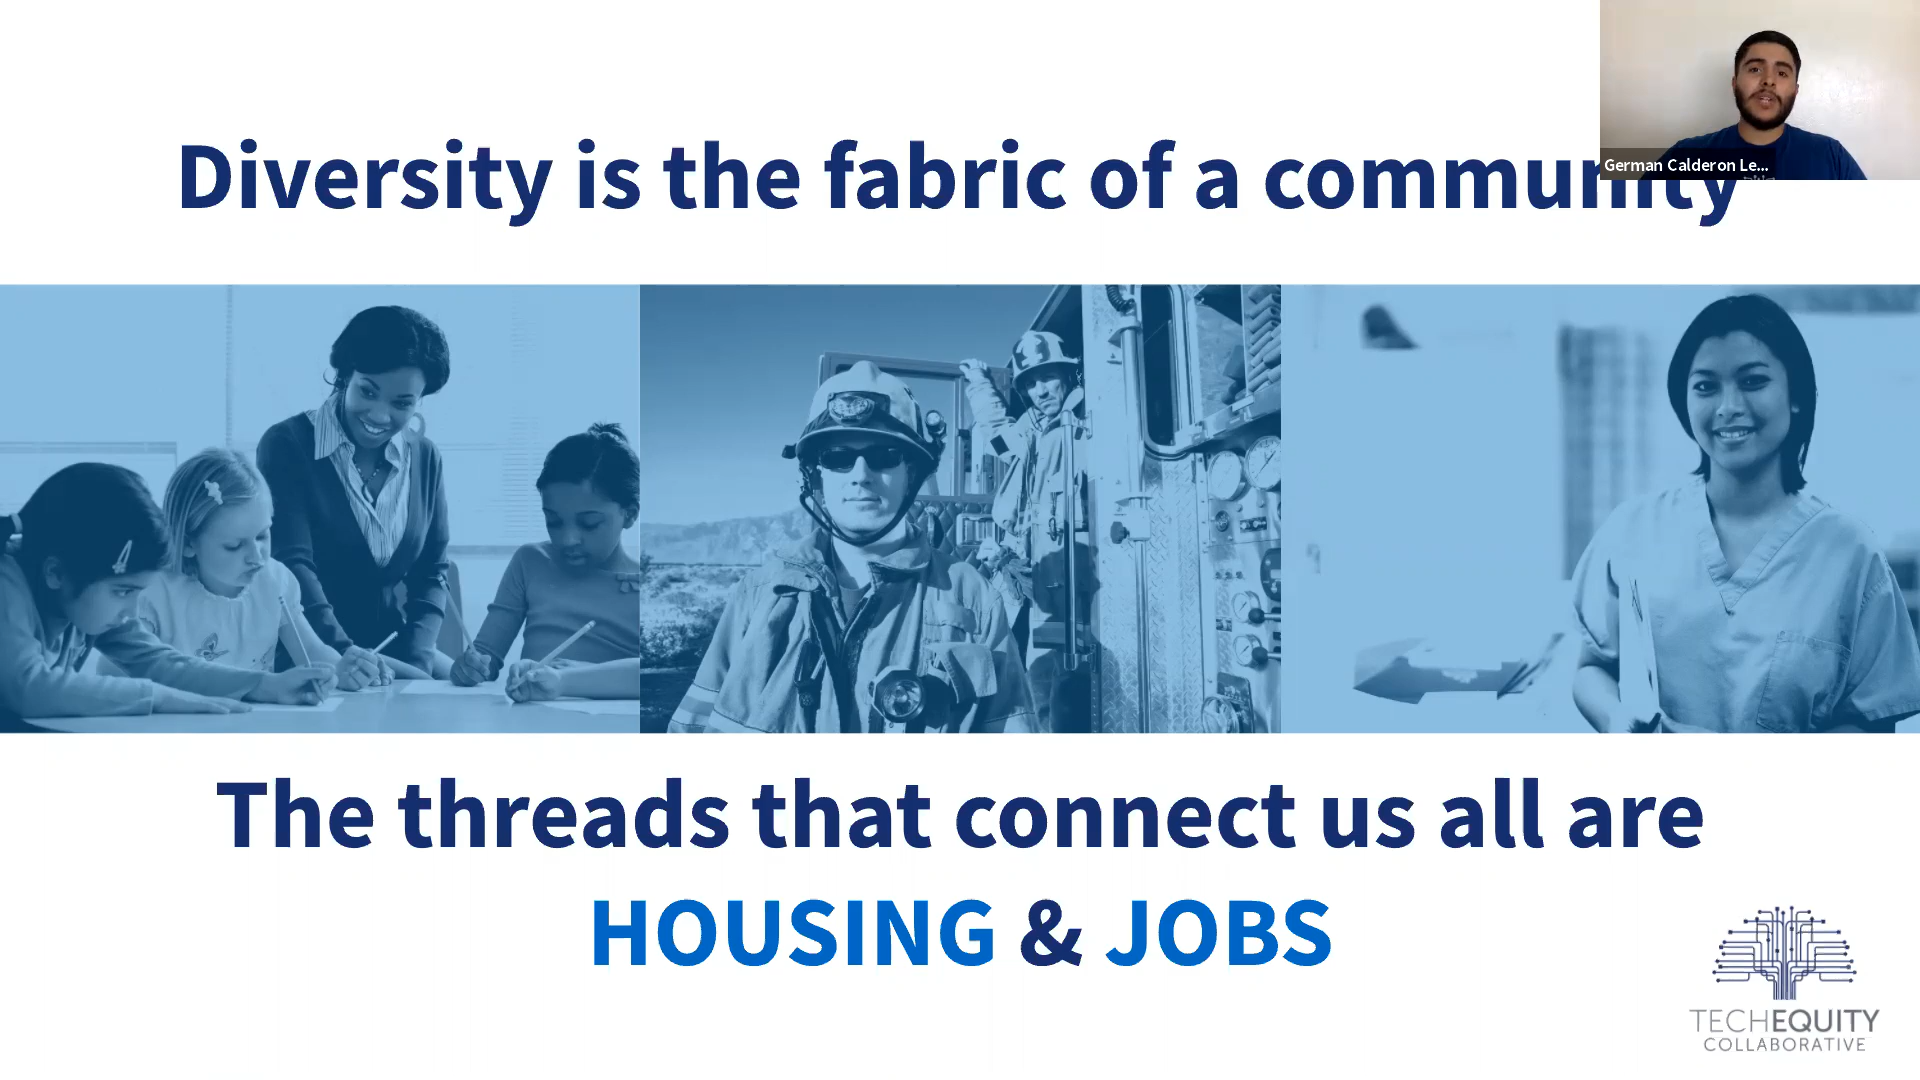 Diversity is the fabric of a community
German Calderon Le...
The threads that connect us all are
HOUSING & JOBS
TECHEQUITY
COLLABORATIVE